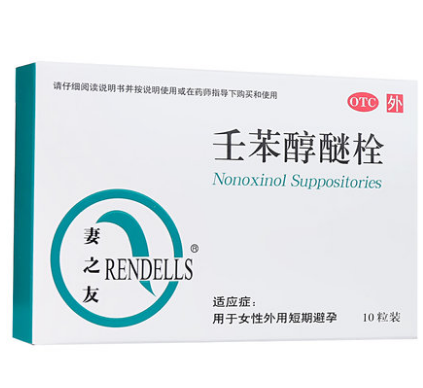 请仔细阅读说明书并按说明使用或在药师指导下购买和使用
OTC 外
壬苯醇醚栓
Nonoxinol Suppositories
妻之友
RENDELLS®
适应症：
用于女性外用短期避孕
10粒装